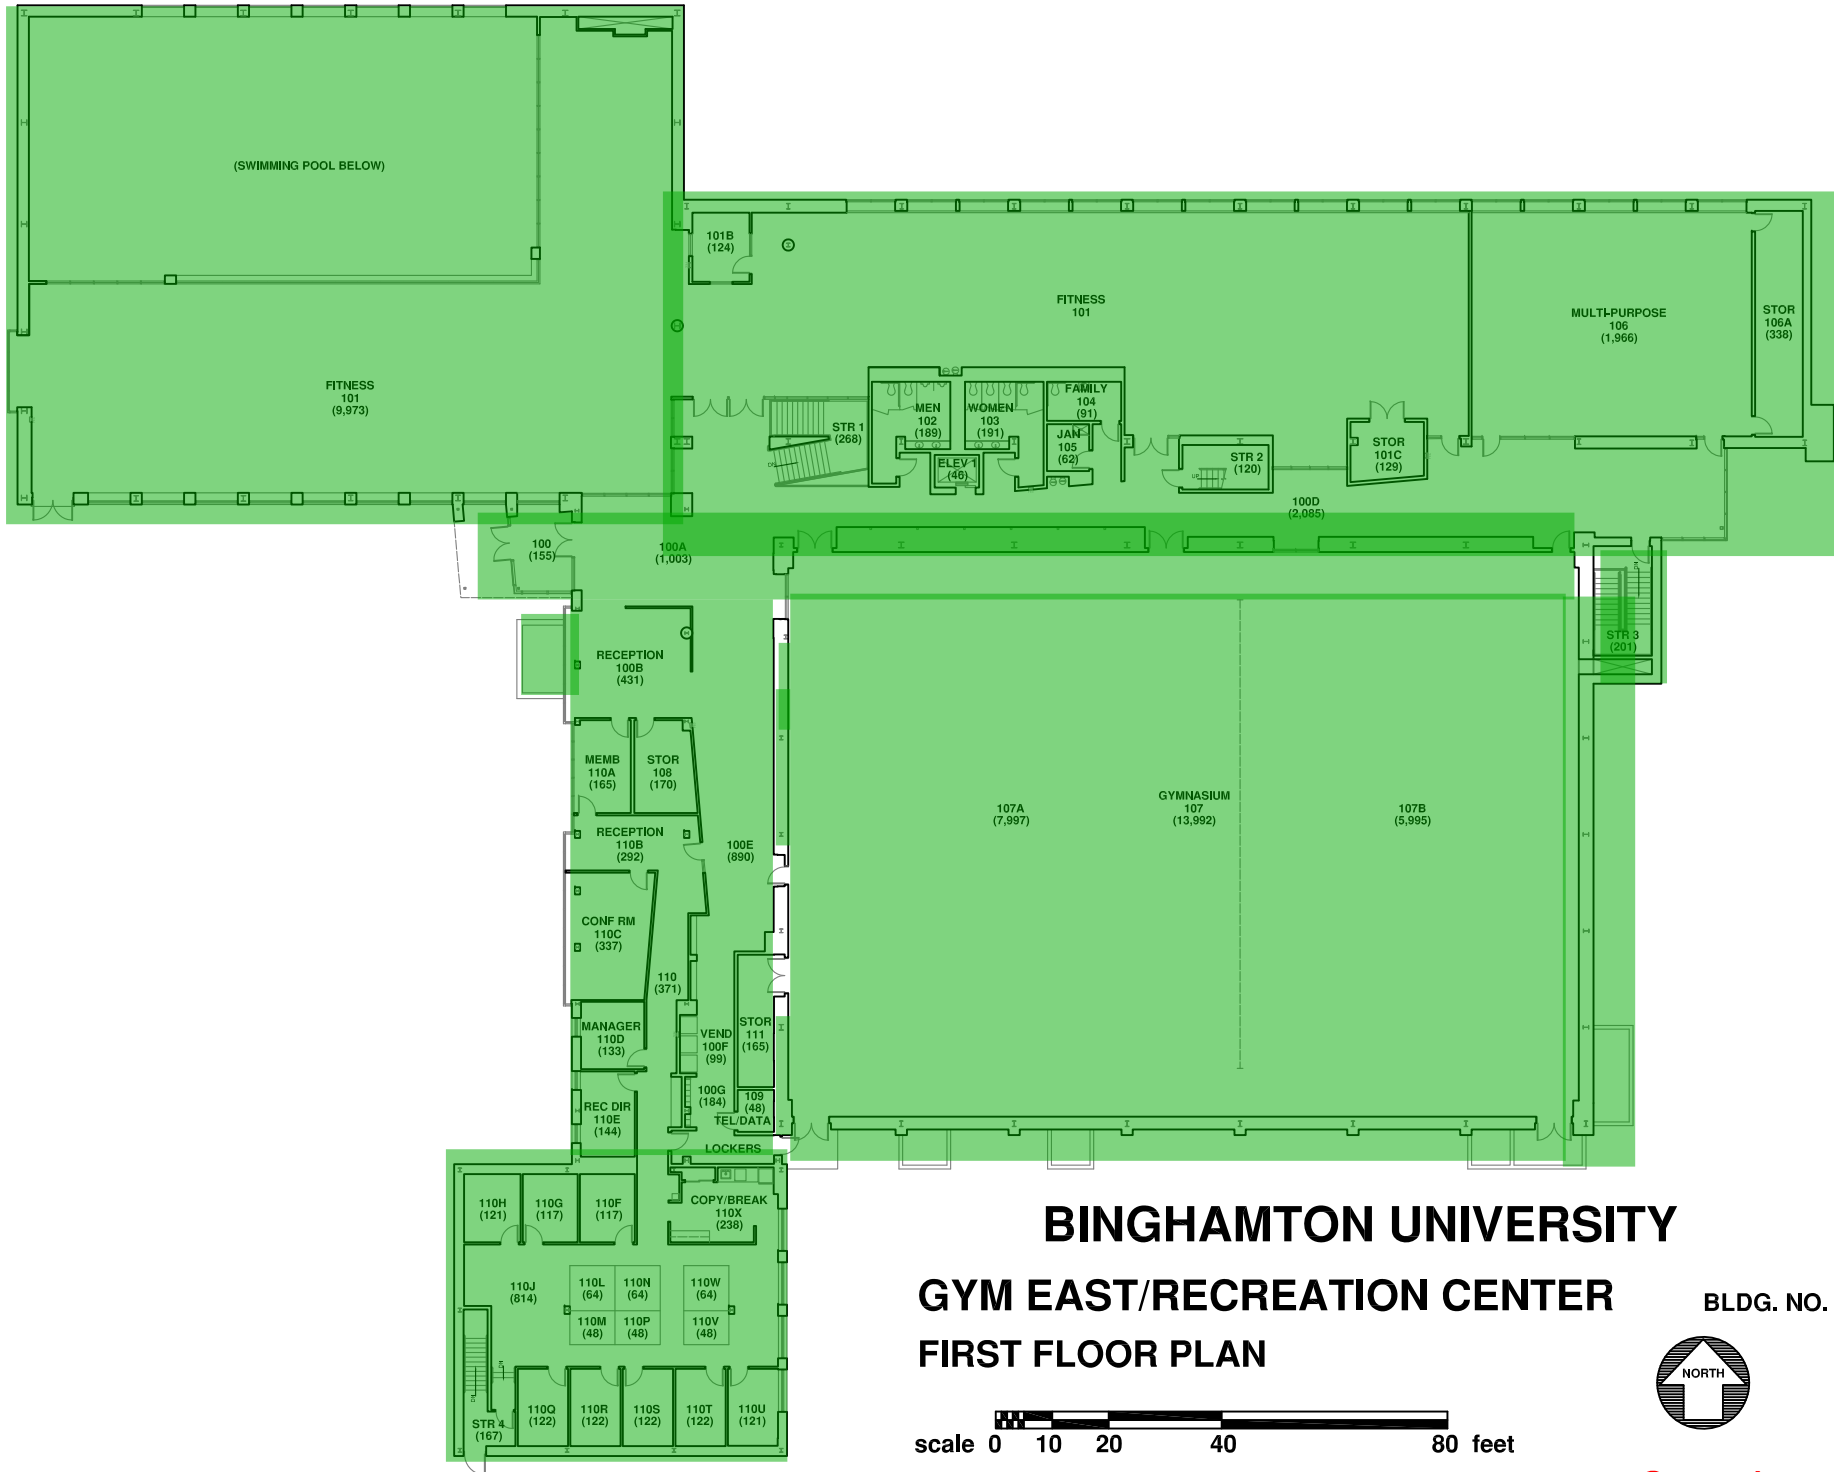 (SWIMMING POOL BELOW)
101B
(124)
FITNESS
101
MULTI-PURPOSE
106
(1,966)
STOR
106A
(338)
FITNESS
101
(9,973)
STR 1
(268)
MEN
102
(189)
WOMEN
103
(191)
FAMILY
104
(91)
JAN
105
(62)
ELEV 1
(46)
STR 2
(120)
UP
STOR
101C
(129)
100D
(2,085)
100
(155)
100A
(1,003)
DN
STR 3
(201)
RECEPTION
100B
(431)
MEMB
110A
(165)
STOR
108
(170)
RECEPTION
110B
(292)
100E
(890)
107A
(7,997)
GYMNASIUM
107
(13,992)
107B
(5,995)
CONF RM
110C
(337)
110
(371)
MANAGER
110D
(133)
VEND
100F
(99)
STOR
111
(165)
REC DIR
110E
(144)
100G
(184)
109
(48)
TEL/DATA
LOCKERS
110H
(121)
110G
(117)
110F
(117)
COPY/BREAK
110X
(238)
110J
(814)
110L
(64)
110N
(64)
110W
(64)
110M
(48)
110P
(48)
110V
(48)
DN
DN
STR 4
(167)
110Q
(122)
110R
(122)
110S
(122)
110T
(122)
110U
(121)
BINGHAMTON UNIVERSITY
GYM EAST/RECREATION CENTER
BLDG. NO.
FIRST FLOOR PLAN
NORTH
scale 0 10 20 40 80 feet